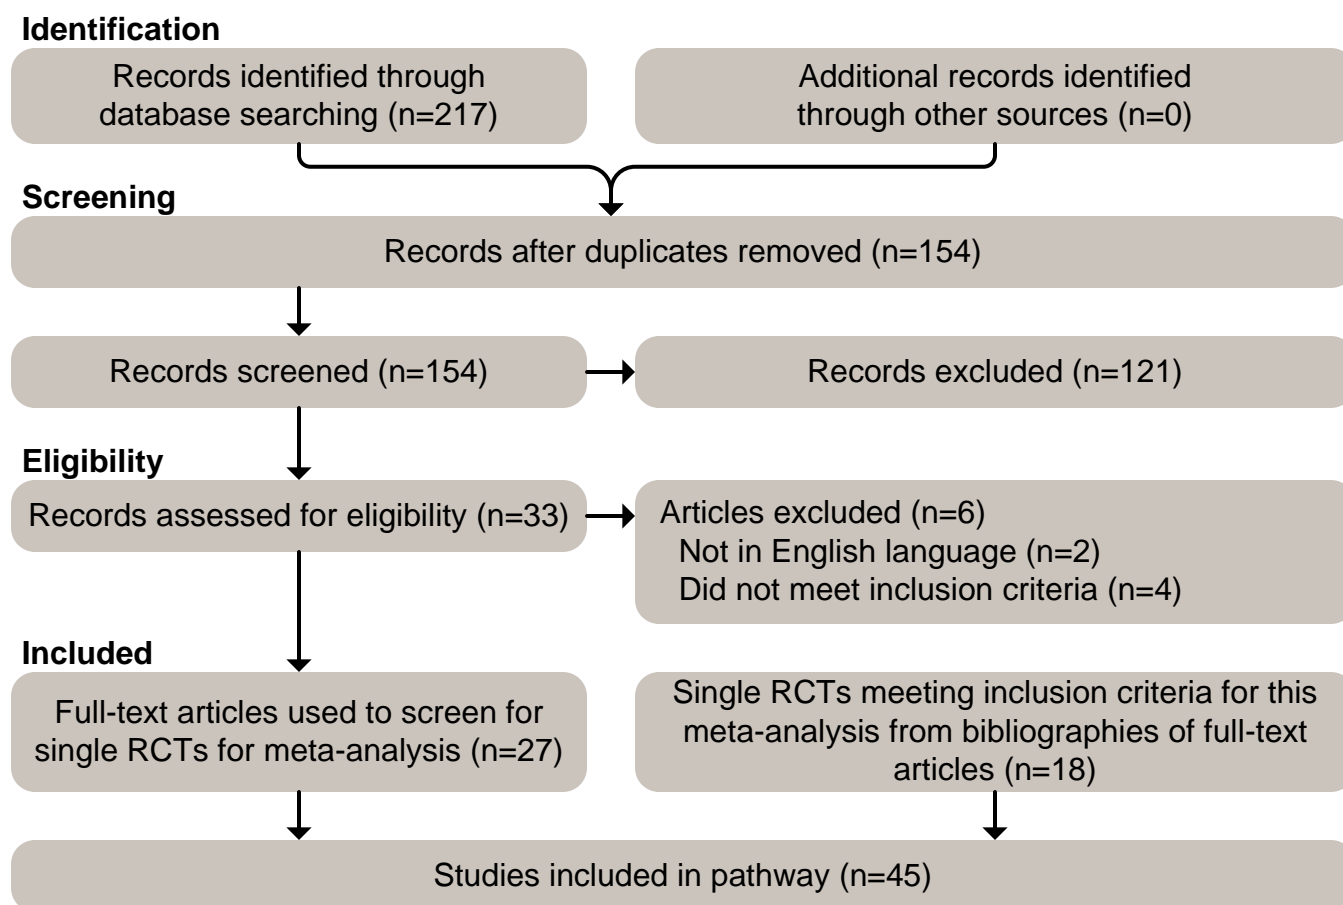 Identification
Records identified through
database searching (n=217)
Additional records identified
through other sources (n=0)
Screening
Records after duplicates removed (n=154)
Records screened (n=154)
Records excluded (n=121)
Eligibility
Records assessed for eligibility (n=33)
Articles excluded (n=6)
Not in English language (n=2)
Did not meet inclusion criteria (n=4)
Included
Full-text articles used to screen for
single RCTs for meta-analysis (n=27)
Single RCTs meeting inclusion criteria for this
meta-analysis from bibliographies of full-text
articles (n=18)
Studies included in pathway (n=45)